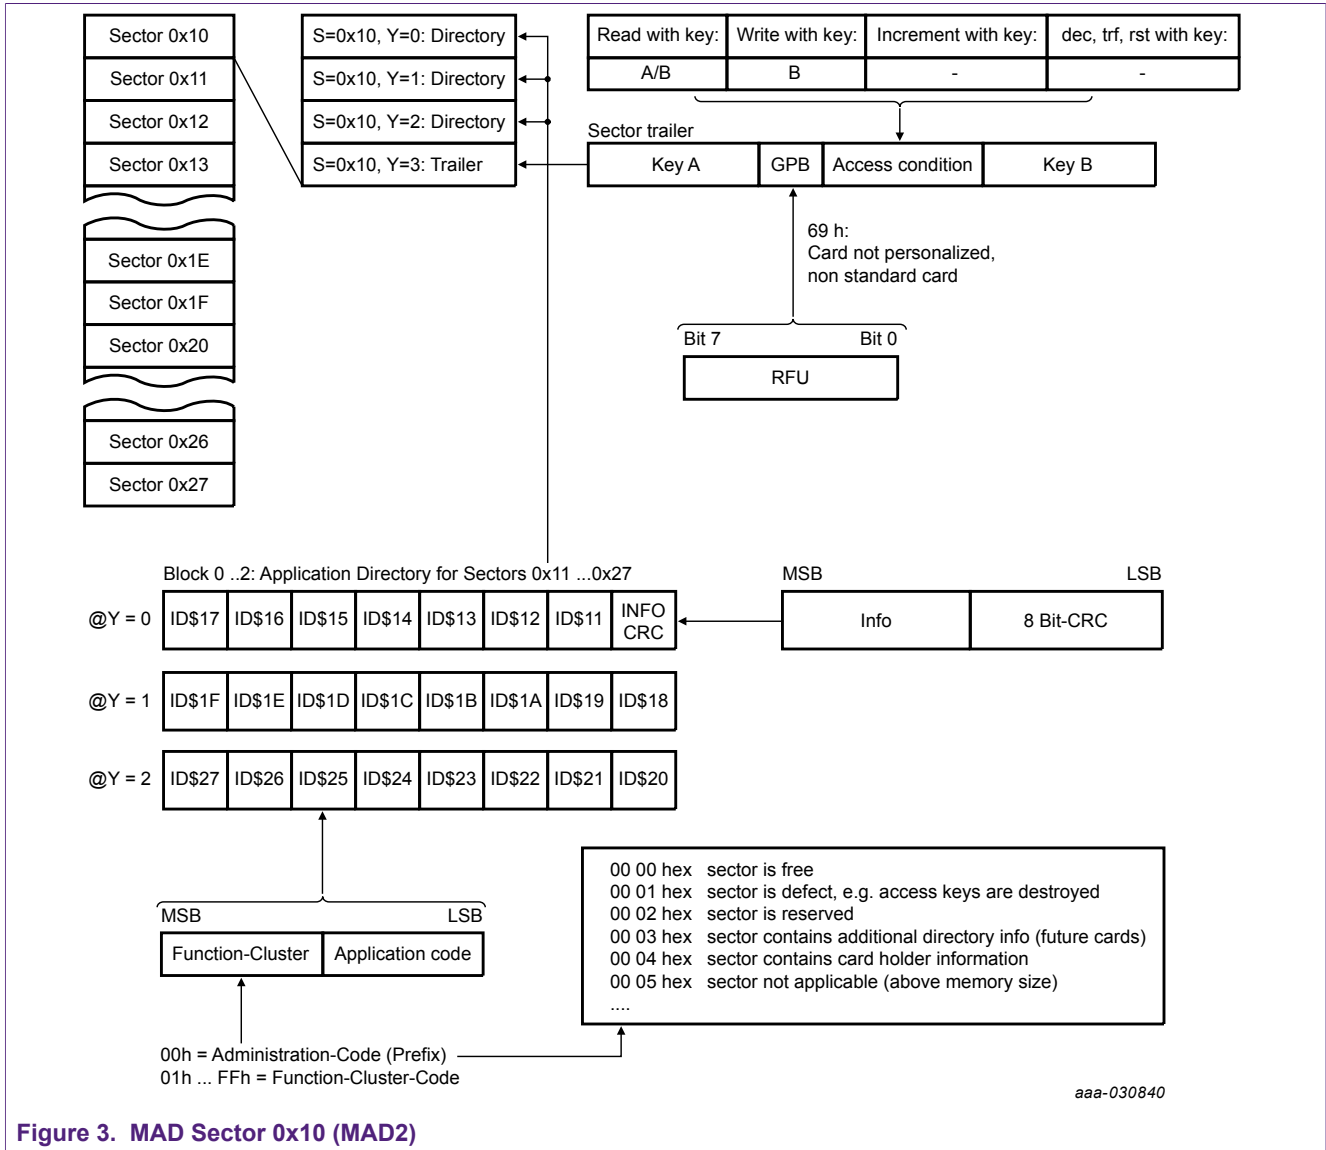 Sector 0x10
Sector 0x11
Sector 0x12
Sector 0x13
Sector 0x1E
Sector 0x1F
Sector 0x20
Sector 0x26
Sector 0x27
S=0x10, Y=0: Directory
S=0x10, Y=1: Directory
S=0x10, Y=2: Directory
S=0x10, Y=3: Trailer
Read with key: Write with key: Increment with key: dec, trf, rst with key:
A/B B - -
Sector trailer
Key A GPB Access condition Key B
69 h:
Card not personalized,
non standard card
Bit 7 Bit 0
RFU
Block 0 ..2: Application Directory for Sectors 0x11 ...0x27
@Y = 0 ID$17 ID$16 ID$15 ID$14 ID$13 ID$12 ID$11 INFO
CRC
MSB LSB
Info 8 Bit-CRC
@Y = 1 ID$1F ID$1E ID$1D ID$1C ID$1B ID$1A ID$19 ID$18
@Y = 2 ID$27 ID$26 ID$25 ID$24 ID$23 ID$22 ID$21 ID$20
MSB LSB
Function-Cluster Application code
00h = Administration-Code (Prefix)
01h ... FFh = Function-Cluster-Code
00 00 hex sector is free
00 01 hex sector is defect, e.g. access keys are destroyed
00 02 hex sector is reserved
00 03 hex sector contains additional directory info (future cards)
00 04 hex sector contains card holder information
00 05 hex sector not applicable (above memory size)
....
aaa-030840
Figure 3. MAD Sector 0x10 (MAD2)